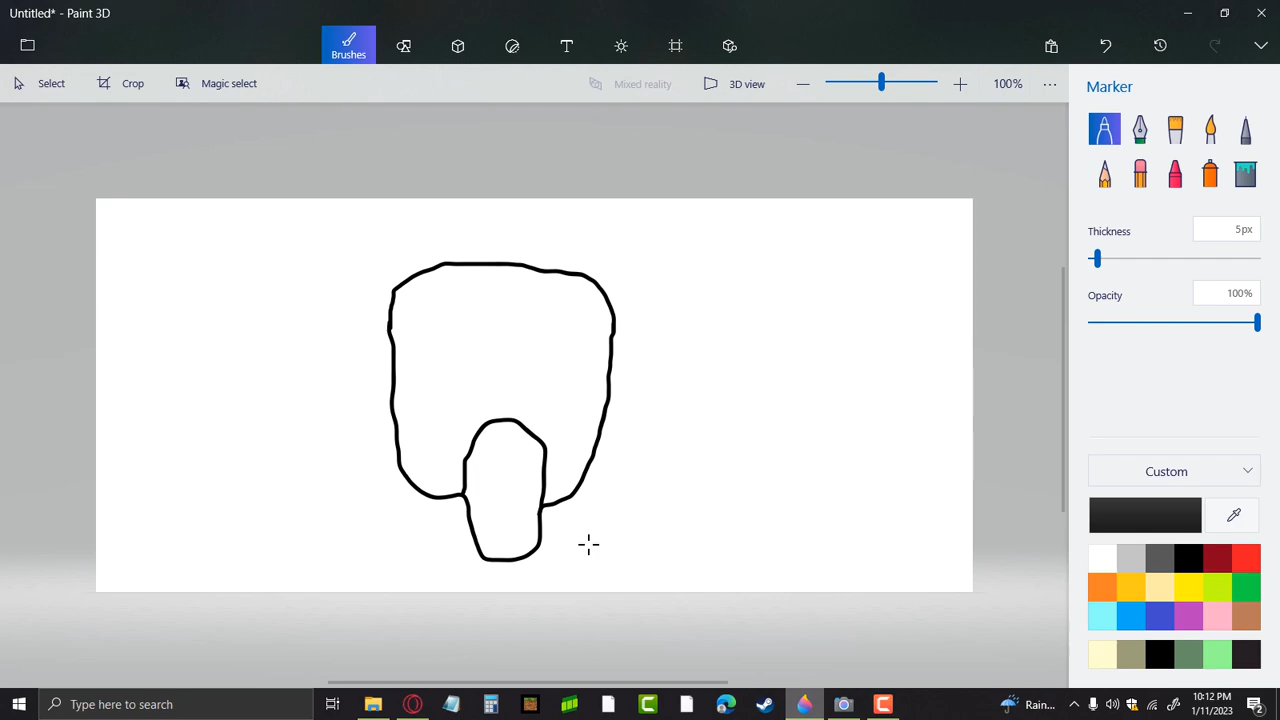 Untitled* - Paint 3D
Brushes
Select
Crop
Magic select
Mixed reality
3D view
100%
Marker
Thickness
5px
Opacity
100%
Custom
Type here to search
Rain...
10:12 PM
1/11/2023
2